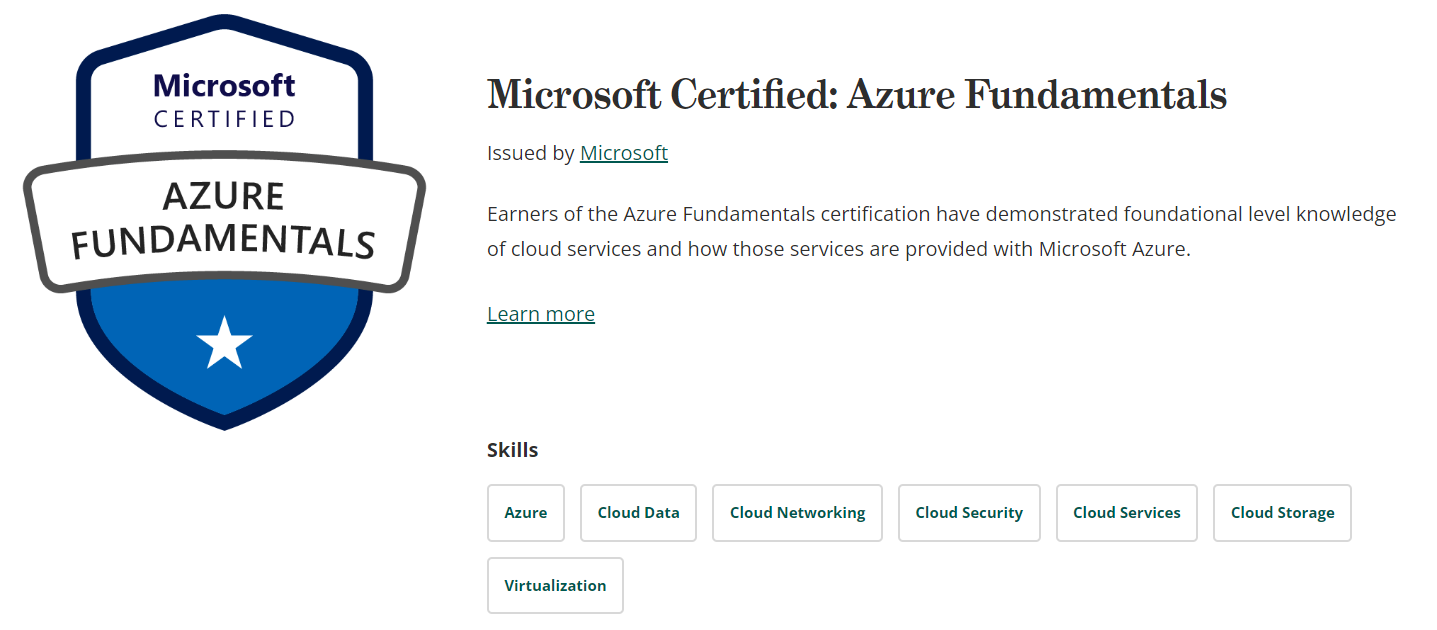 Microsoft
CERTIFIED
AZURE
FUNDAMENTALS
Microsoft Certified: Azure Fundamentals
Issued by Microsoft
Earners of the Azure Fundamentals certification have demonstrated foundational level knowledge
of cloud services and how those services are provided with Microsoft Azure.
Learn more
Skills
Azure Cloud Data Cloud Networking Cloud Security Cloud Services Cloud Storage
Virtualization